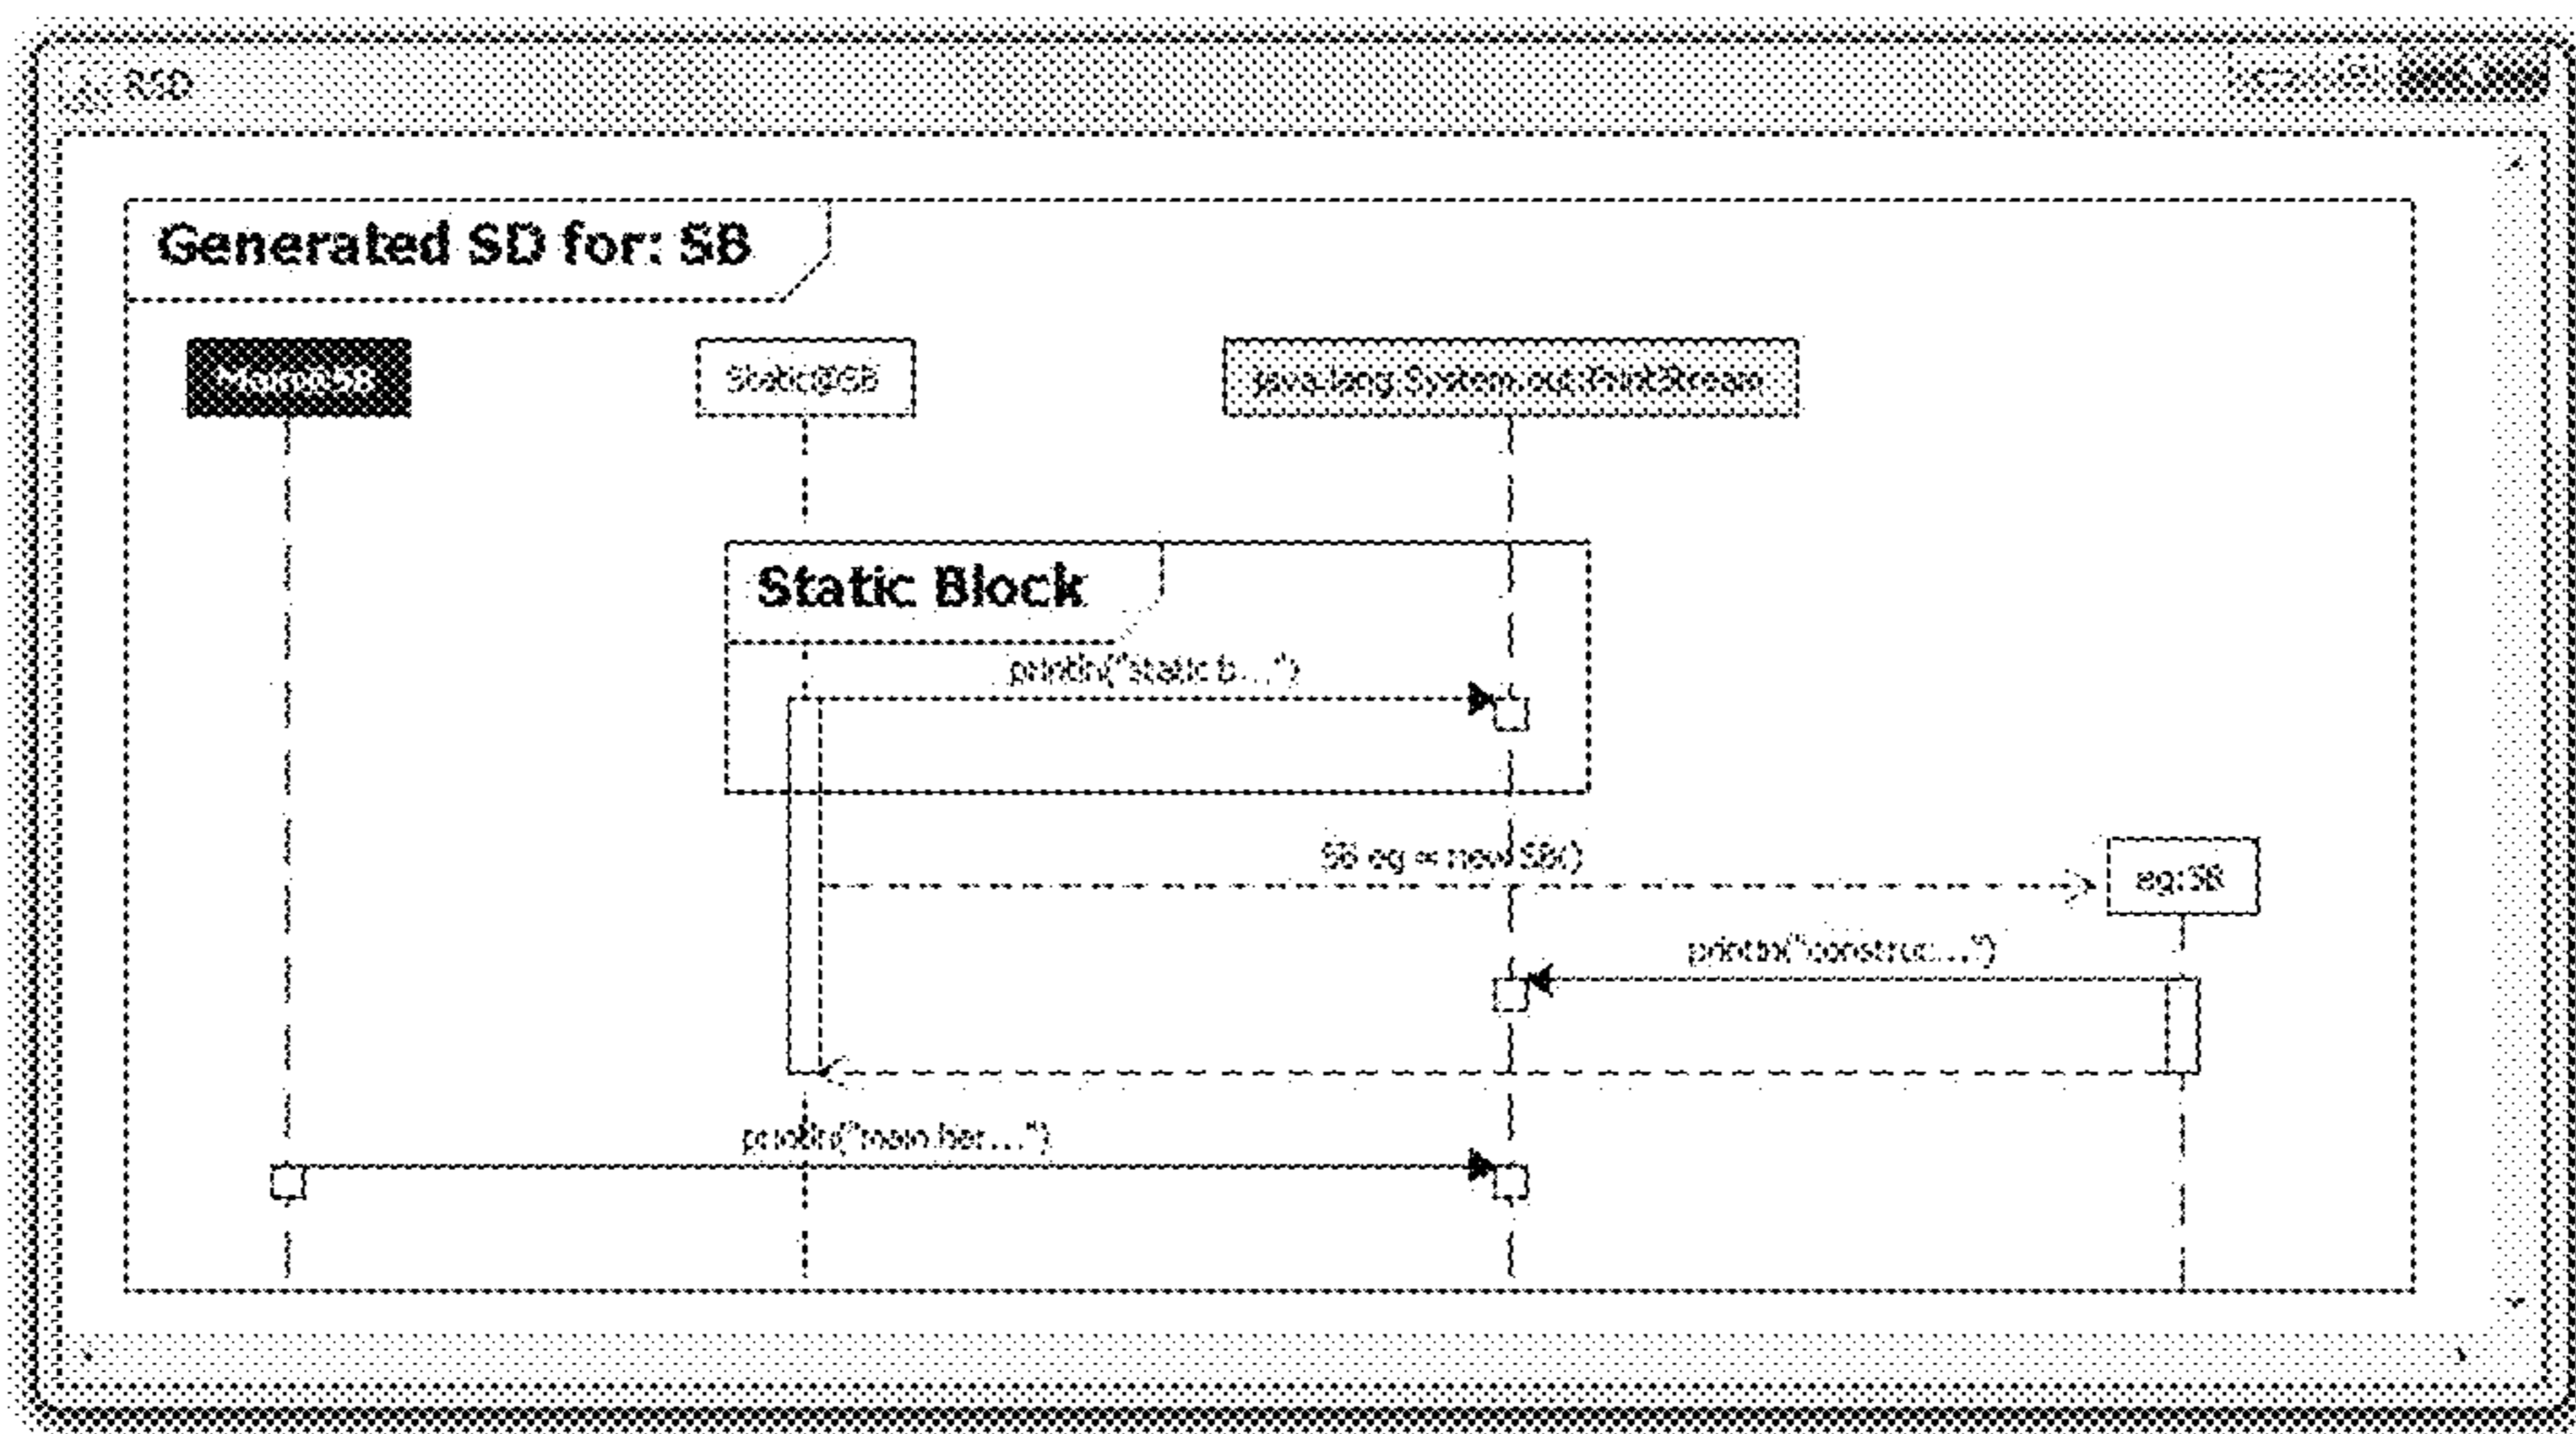 RSD
Generated SD for: SB
Main@SB
Static@SB
java.lang.System.out:PrintStream
Static Block
println("static b...")
SB eg = new SB()
eg:SB
println("construc...")
println("main ber...")